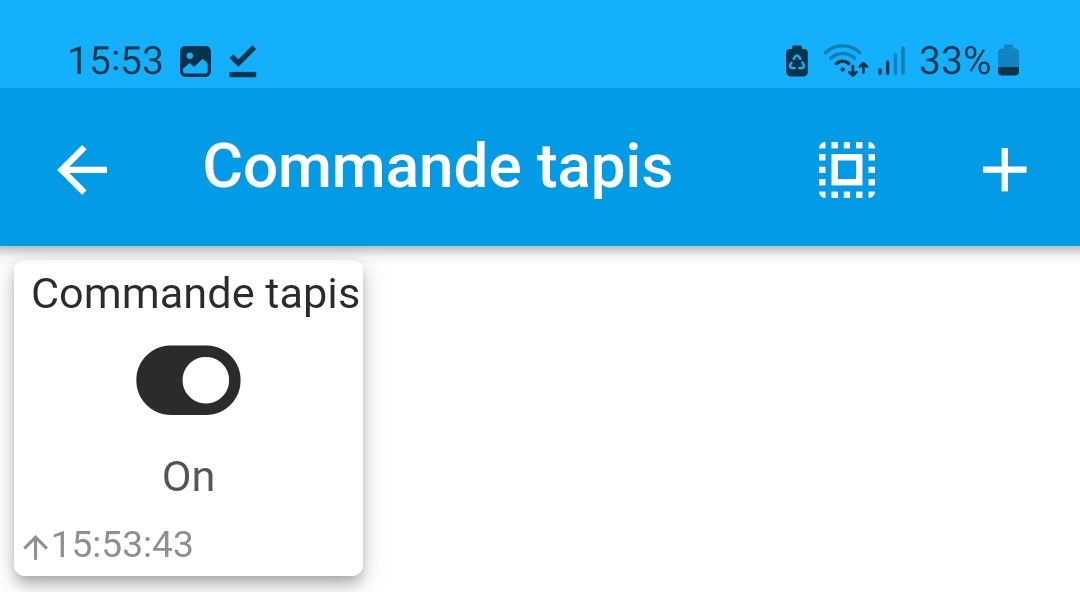 15:53 33%
Commande tapis
Commande tapis
On
15:53:43